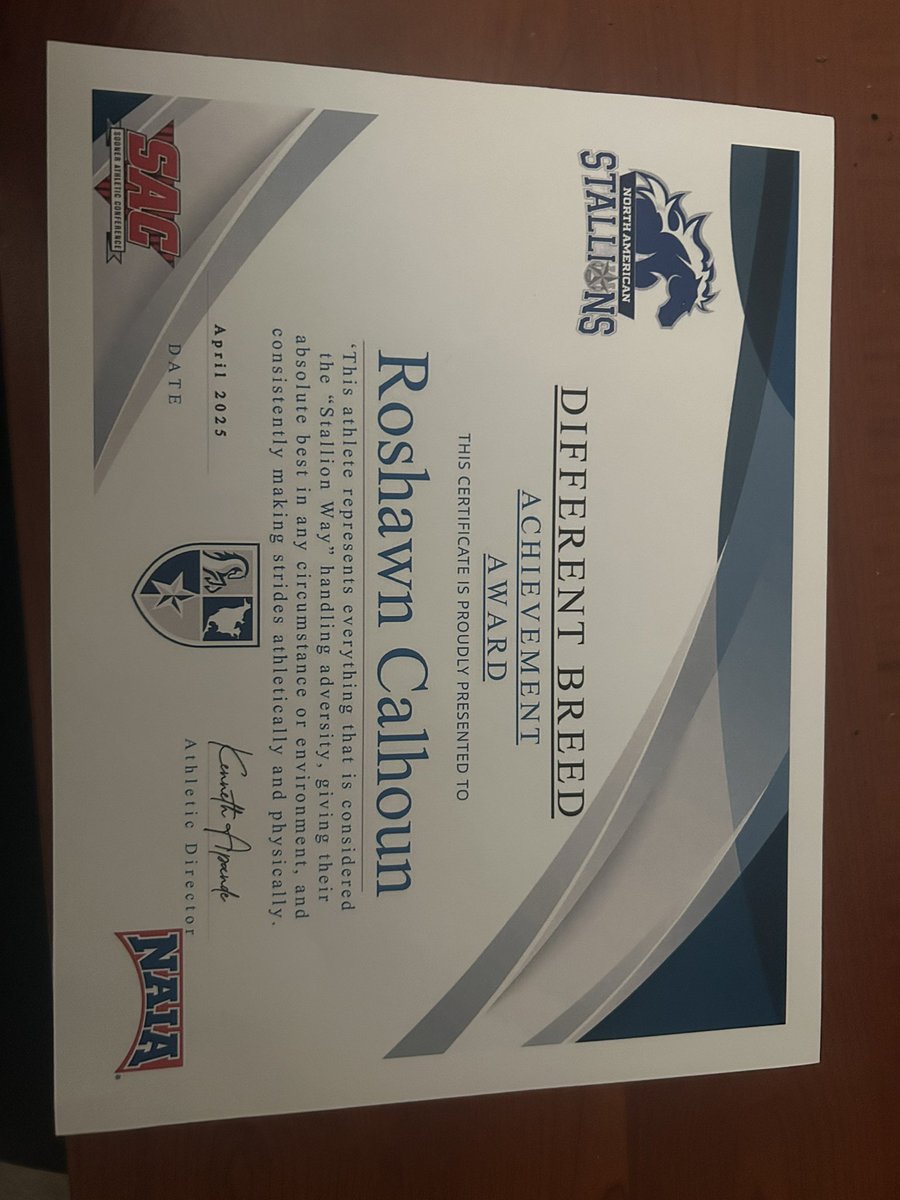 NORTH AMERICAN
STALLIONS
DIFFERENT BREED
ACHIEVEMENT
AWARD
THIS CERTIFICATE IS PROUDLY PRESENTED TO
Roshawn Calhoun
‘This athlete represents everything that is considered
the “Stallion Way” handling adversity, giving their
absolute best in any circumstance or environment, and
consistently making strides athletically and physically.
April 2025
DATE
Kenneth Apande
Athletic Director
SAC
SOONER ATHLETIC CONFERENCE
NAIA